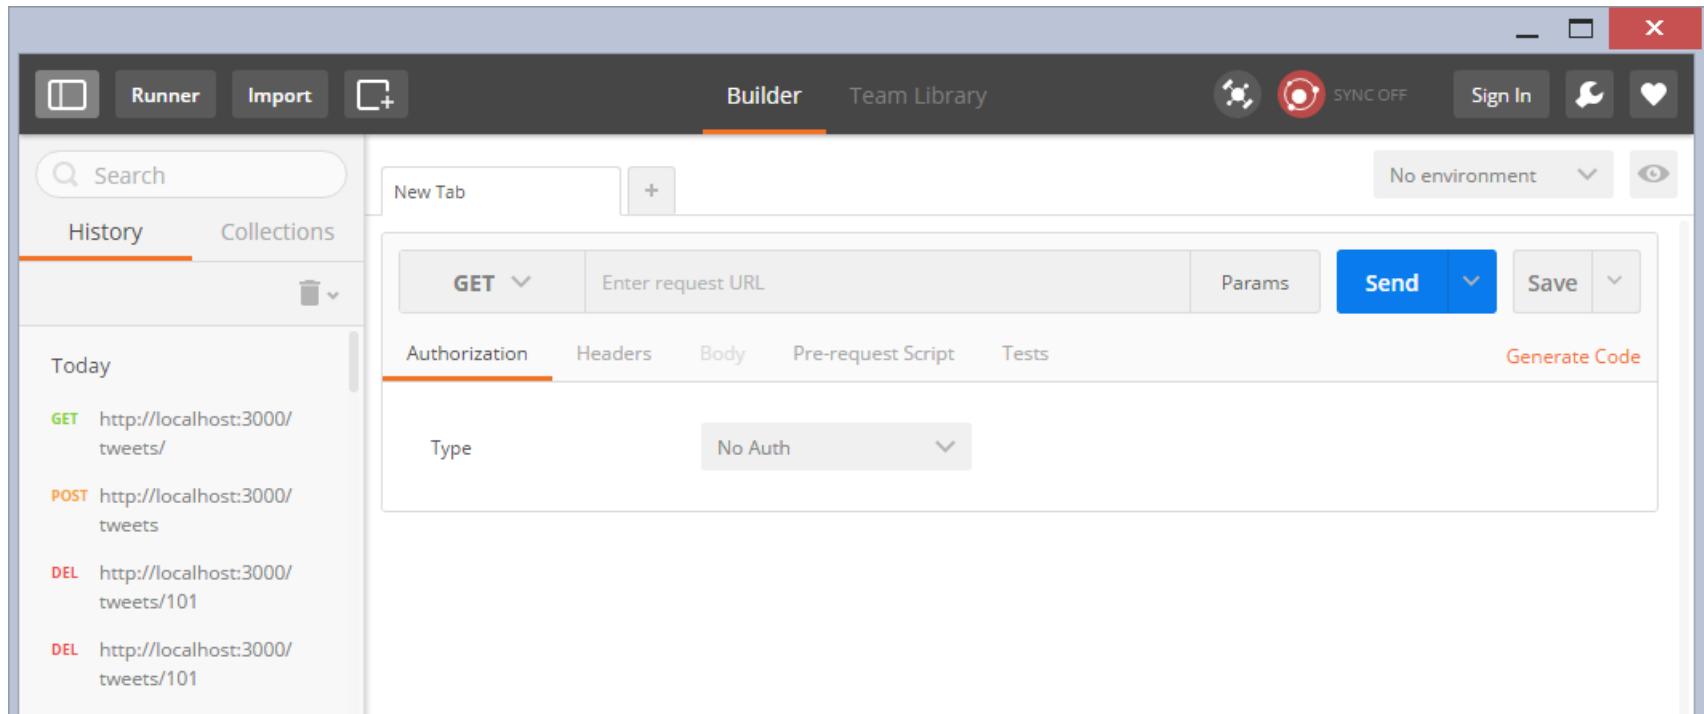 Runner Import Builder Team Library SYNC OFF Sign In
Search
New Tab + No environment
History Collections
GET Enter request URL Params Send Save
Authorization Headers Body Pre-request Script Tests Generate Code
Type No Auth
Today
GET http://localhost:3000/
tweets/
POST http://localhost:3000/
tweets
DEL http://localhost:3000/
tweets/101
DEL http://localhost:3000/
tweets/101